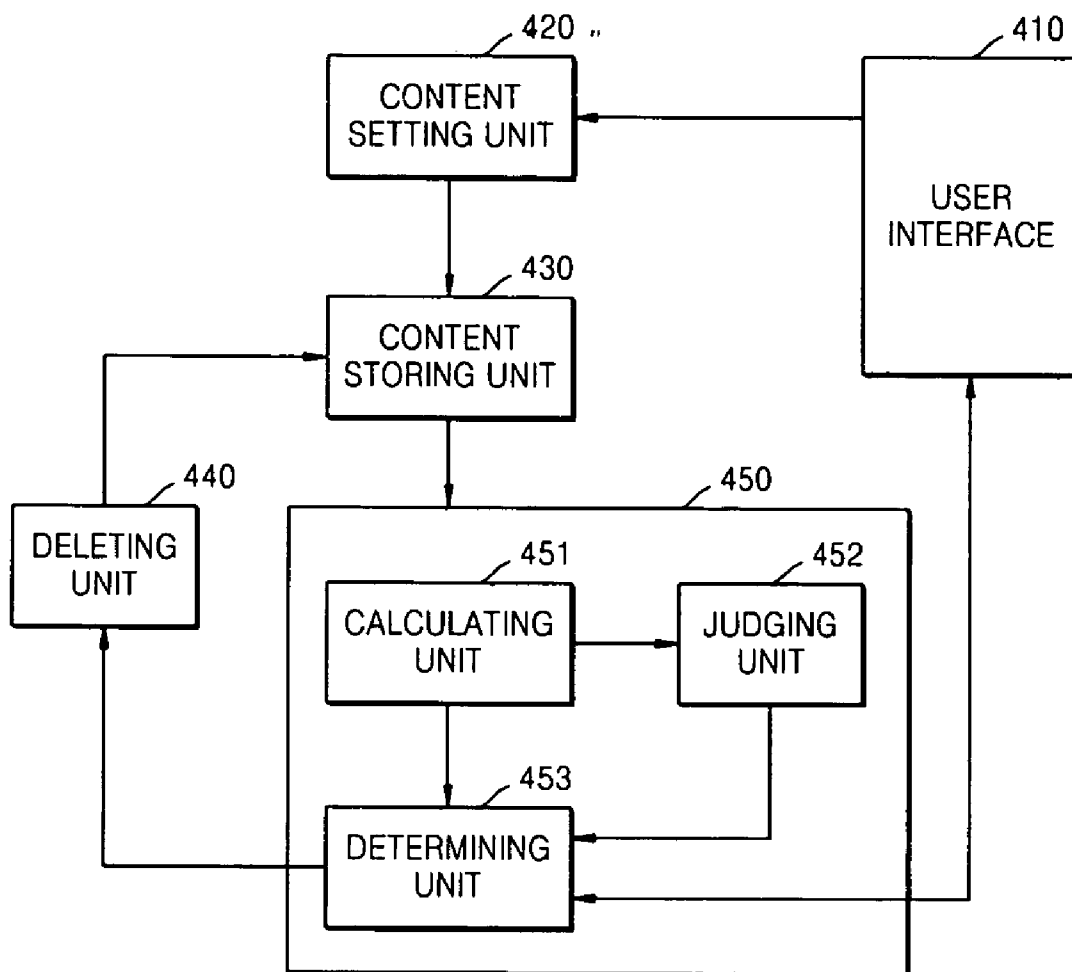 420 "
410
CONTENT
SETTING UNIT
USER
INTERFACE
430
CONTENT
STORING UNIT
440
DELETING
UNIT
450
451
CALCULATING
UNIT
452
JUDGING
UNIT
453
DETERMINING
UNIT